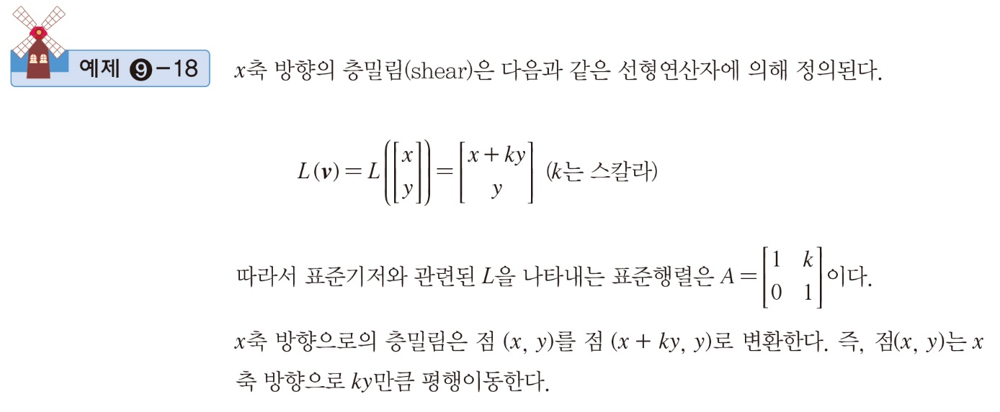 예제 ❾-18 x축 방향의 층밀림(shear)은 다음과 같은 선형연산자에 의해 정의된다.
L(v) = L([x y]) = [x + ky y] (k는 스칼라)
따라서 표준기저와 관련된 L을 나타내는 표준행렬은 A = [1 k 0 1]이다.
x축 방향으로의 층밀림은 점 (x, y)를 점 (x + ky, y)로 변환한다. 즉, 점(x, y)는 x
축 방향으로 ky만큼 평행이동한다.